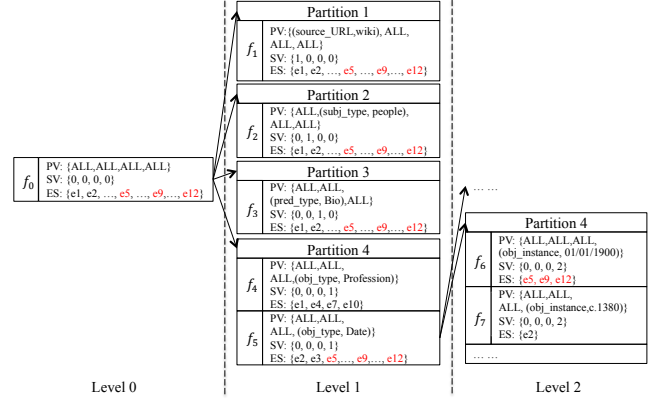 f0
PV: {ALL,ALL,ALL,ALL}
SV: {0, 0, 0, 0}
ES: {e1, e2, …, e5, …, e9,…, e12}
Partition 1
f1
PV:{(source_URL,wiki), ALL,
ALL, ALL}
SV: {1, 0, 0, 0}
ES: {e1, e2, …, e5, …, e9,…, e12}
Partition 2
f2
PV: {ALL,(subj_type, people),
ALL,ALL}
SV: {0, 1, 0, 0}
ES: {e1, e2, …, e5, …, e9,…, e12}
Partition 3
f3
PV: {ALL,ALL,
(pred_type, Bio),ALL}
SV: {0, 0, 1, 0}
ES: {e1, e2, …, e5, …, e9,…, e12}
Partition 4
f4
PV: {ALL,ALL,
ALL,(obj_type, Profession)}
SV: {0, 0, 0, 1}
ES: {e1, e4, e7, e10}
f5
PV: {ALL,ALL,
ALL, (obj_type, Date)}
SV: {0, 0, 0, 1}
ES: {e2, e3, e5,…, e9,…, e12}
… …
Partition 4
f6
PV: {ALL,ALL,ALL,
(obj_instance, 01/01/1900)}
SV: {0, 0, 0, 2}
ES: {e5, e9, e12}
f7
PV: {ALL,ALL,
ALL, (obj_instance,c.1380)}
SV: {0, 0, 0, 2}
ES: {e2}
… …
Level 0
Level 1
Level 2